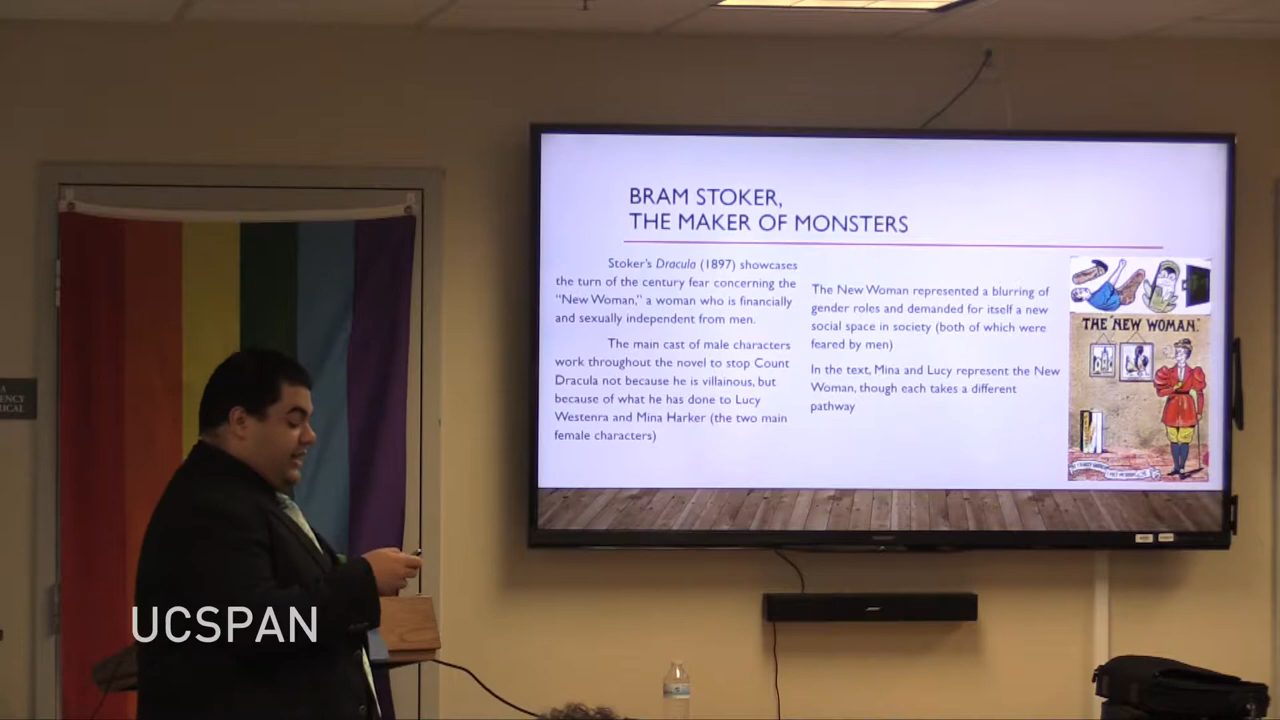 BRAM STOKER,
THE MAKER OF MONSTERS
Stoker's Dracula (1897) showcases
the turn of the century fear concerning the
"New Woman," a woman who is financially
and sexually independent from men.
The main cast of male characters
work throughout the novel to stop Count
Dracula not because he is villainous, but
because of what he has done to Lucy
Westenra and Mina Harker (the two main
female characters)
The New Woman represented a blurring of
gender roles and demanded for itself a new
social space in society (both of which were
feared by men)
In the text, Mina and Lucy represent the New
Woman, though each takes a different
pathway
THE "NEW WOMAN."
UCSPAN